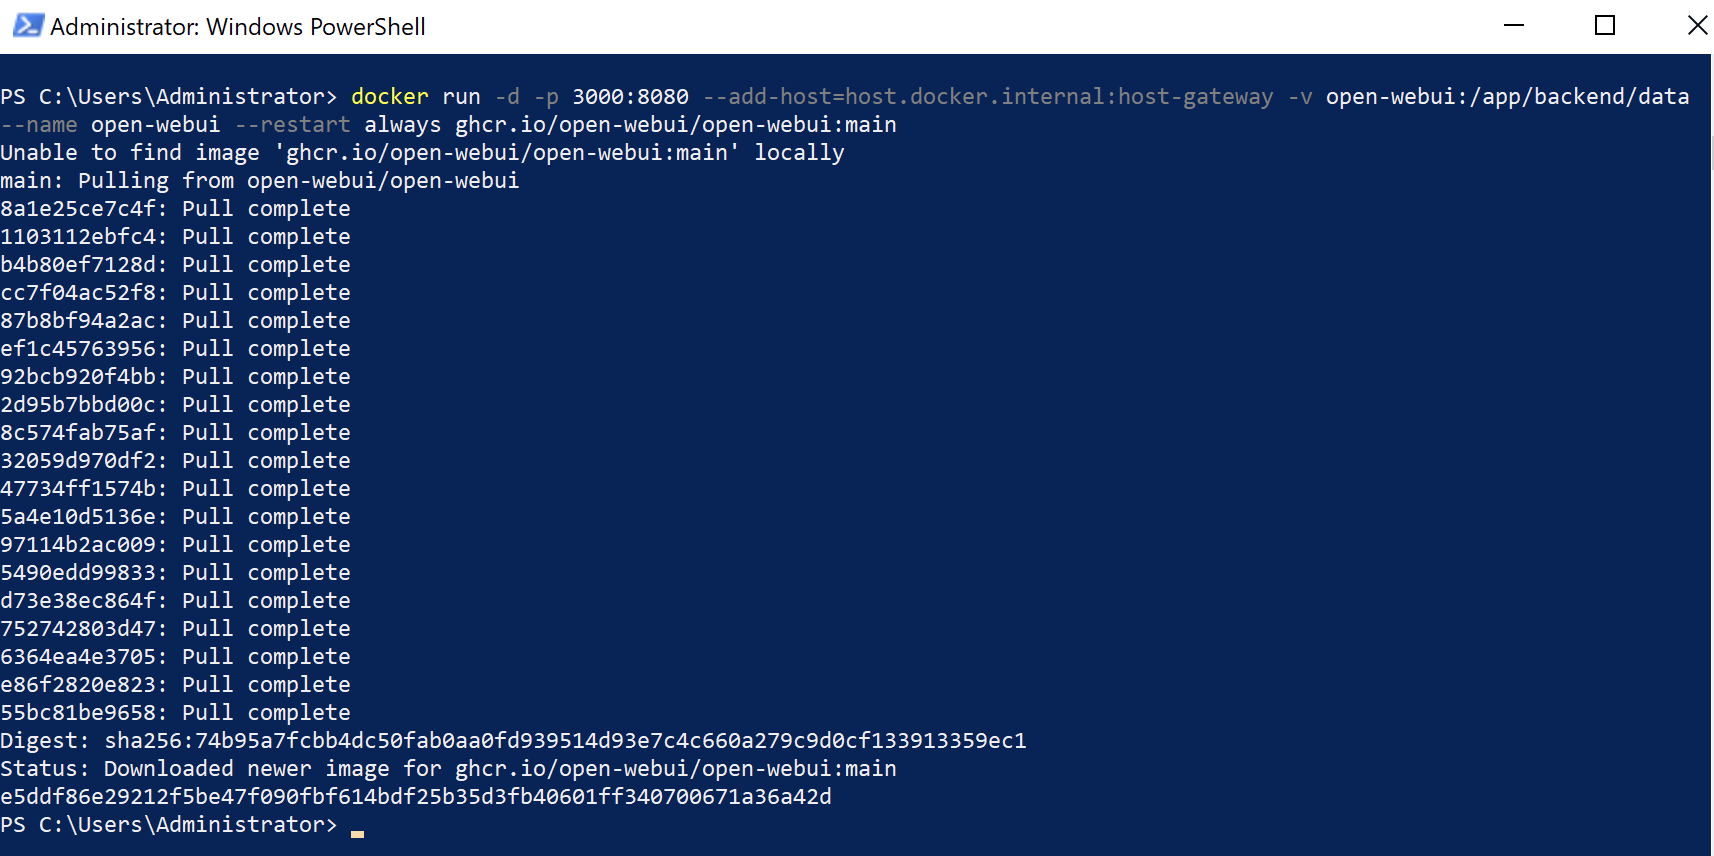 Administrator: Windows PowerShell
PS C:\Users\Administrator> docker run -d -p 3000:8080 --add-host=host.docker.internal:host-gateway -v open-webui:/app/backend/data
--name open-webui --restart always ghcr.io/open-webui/open-webui:main
Unable to find image 'ghcr.io/open-webui/open-webui:main' locally
main: Pulling from open-webui/open-webui
8a1e25ce7c4f: Pull complete
1103112ebfc4: Pull complete
b4b80ef7128d: Pull complete
cc7f04ac52f8: Pull complete
87b8bf94a2ac: Pull complete
ef1c45763956: Pull complete
92bcb920f4bb: Pull complete
2d95b7bbd00c: Pull complete
8c574fab75af: Pull complete
32059d970df2: Pull complete
47734ff1574b: Pull complete
5a4e10d5136e: Pull complete
97114b2ac009: Pull complete
5490edd99833: Pull complete
d73e38ec864f: Pull complete
752742803d47: Pull complete
6364ea4e3705: Pull complete
e86f2820e823: Pull complete
55bc81be9658: Pull complete
Digest: sha256:74b95a7fcbb4dc50fab0aa0fd939514d93e7c4c660a279c9d0cf133913359ec1
Status: Downloaded newer image for ghcr.io/open-webui/open-webui:main
e5ddf86e29212f5be47f090fbf614bdf25b35d3fb40601ff340700671a36a42d
PS C:\Users\Administrator>